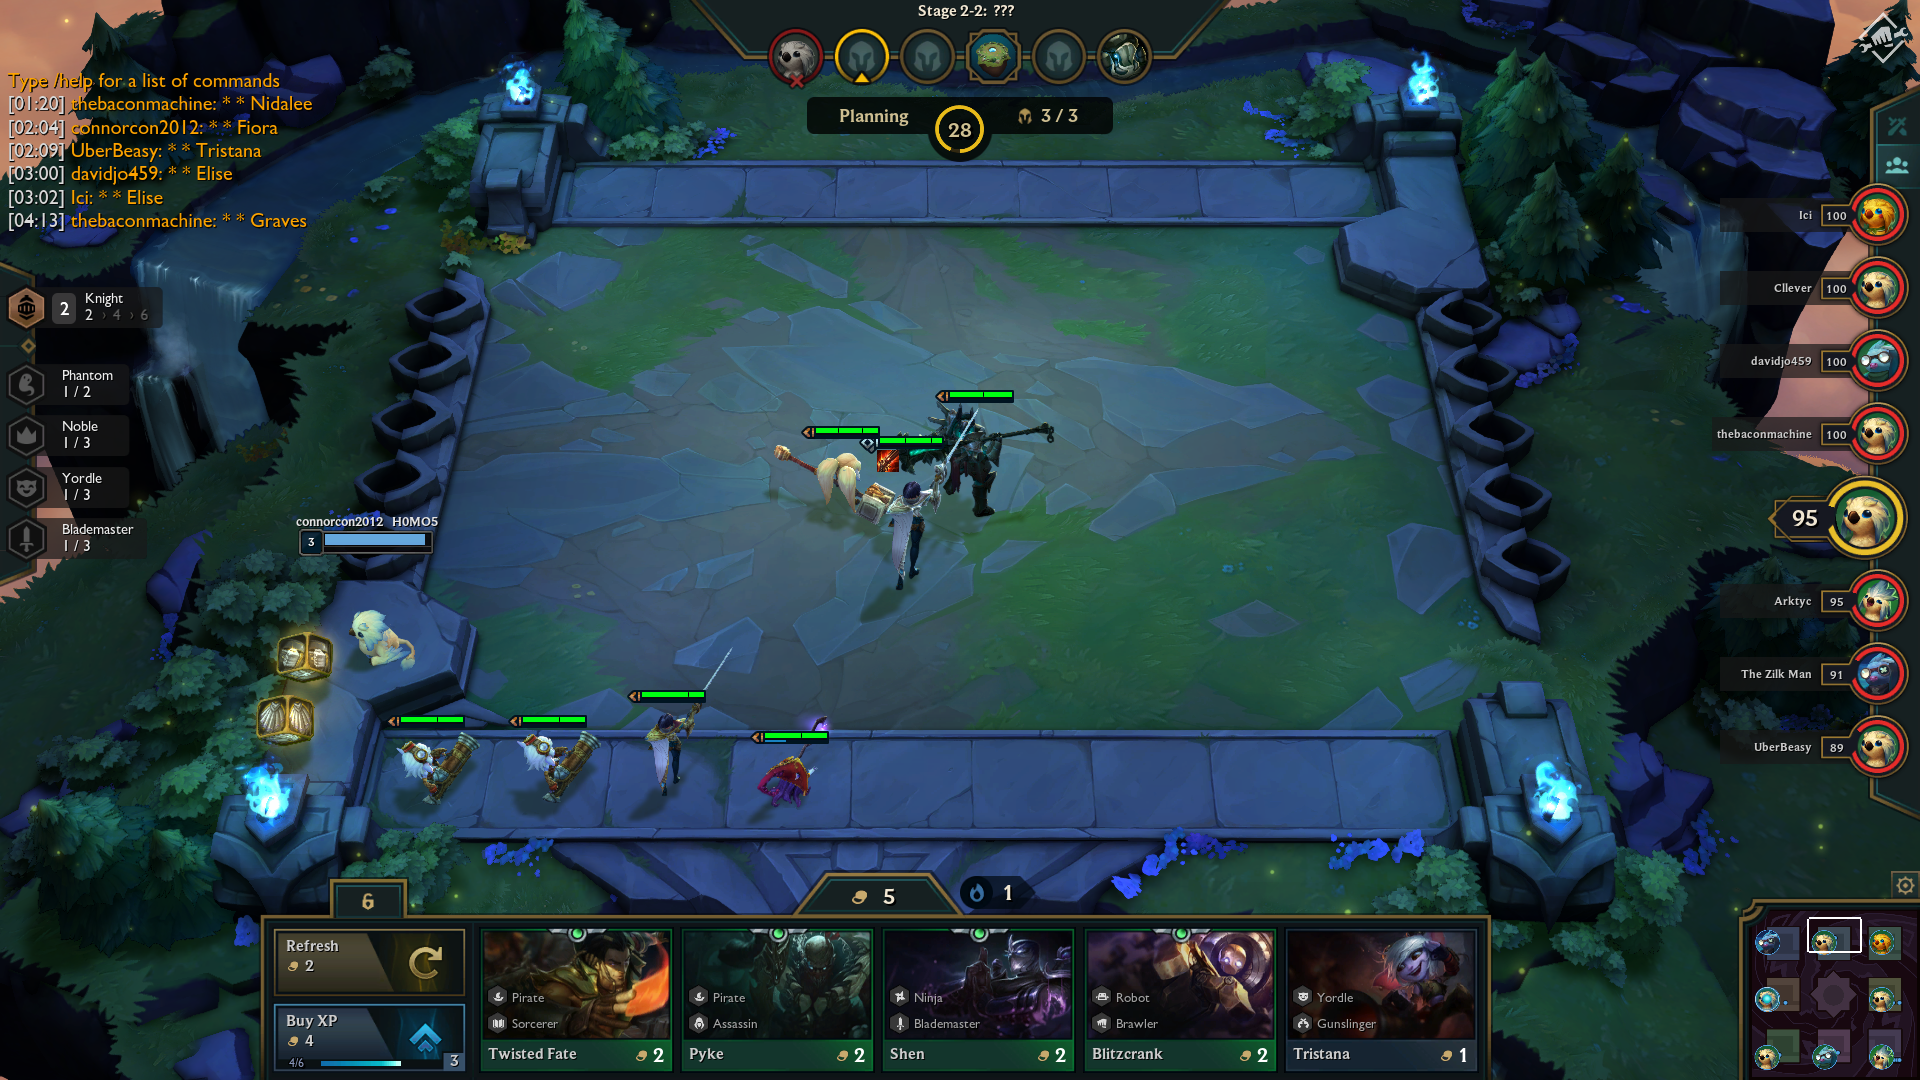 Stage 2-2: ???
Planning
28
3 / 3
Type /help for a list of commands
[01:20] thebaconmachine: * * Nidalee
[02:04] connorcon2012: * * Fiora
[02:09] UberBeasy: * * Tristana
[03:00] davidjo459: * * Elise
[03:02] Ici: * * Elise
[04:13] thebaconmachine: * * Graves
2
Knight
2 › 4 › 6
Phantom
1 / 2
Noble
1 / 3
Yordle
1 / 3
Blademaster
1 / 3
connorcon2012 H0MO5
3
Ici 100
Cllever 100
davidjo459 100
thebaconmachine 100
95
Arktyc 95
The Zilk Man 91
UberBeasy 89
6
5
1
Refresh
2
Buy XP
4
4/6
3
Pirate
Sorcerer
Twisted Fate 2
Pirate
Assassin
Pyke 2
Ninja
Blademaster
Shen 2
Robot
Brawler
Blitzcrank 2
Yordle
Gunslinger
Tristana 1